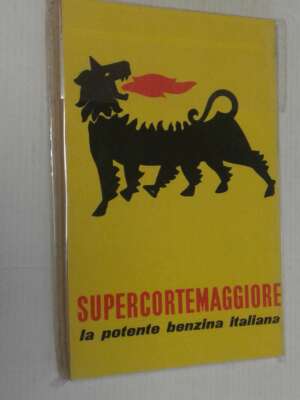 SUPERCORTEMAGGIORE
la potente benzina italiana